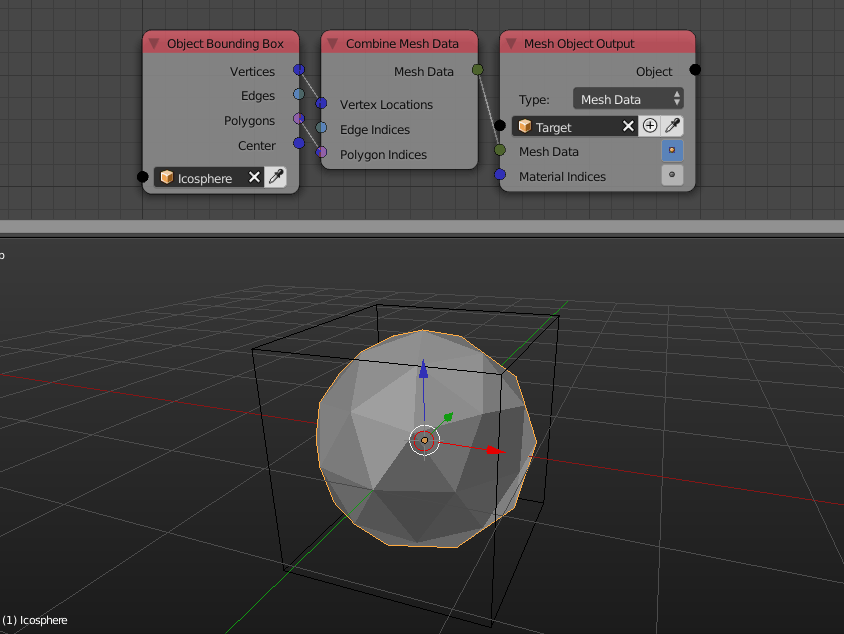 Object Bounding Box
Vertices
Edges
Polygons
Center
Icosphere
Combine Mesh Data
Mesh Data
Vertex Locations
Edge Indices
Polygon Indices
Mesh Object Output
Object
Type: Mesh Data
Target
Mesh Data
Material Indices
(1) Icosphere